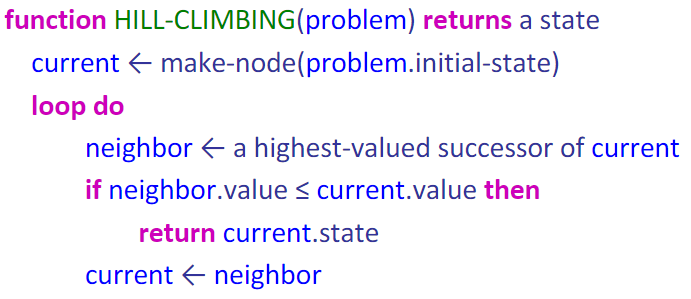 function HILL-CLIMBING(problem) returns a state
current ← make-node(problem.initial-state)
loop do
neighbor ← a highest-valued successor of current
if neighbor.value ≤ current.value then
return current.state
current ← neighbor